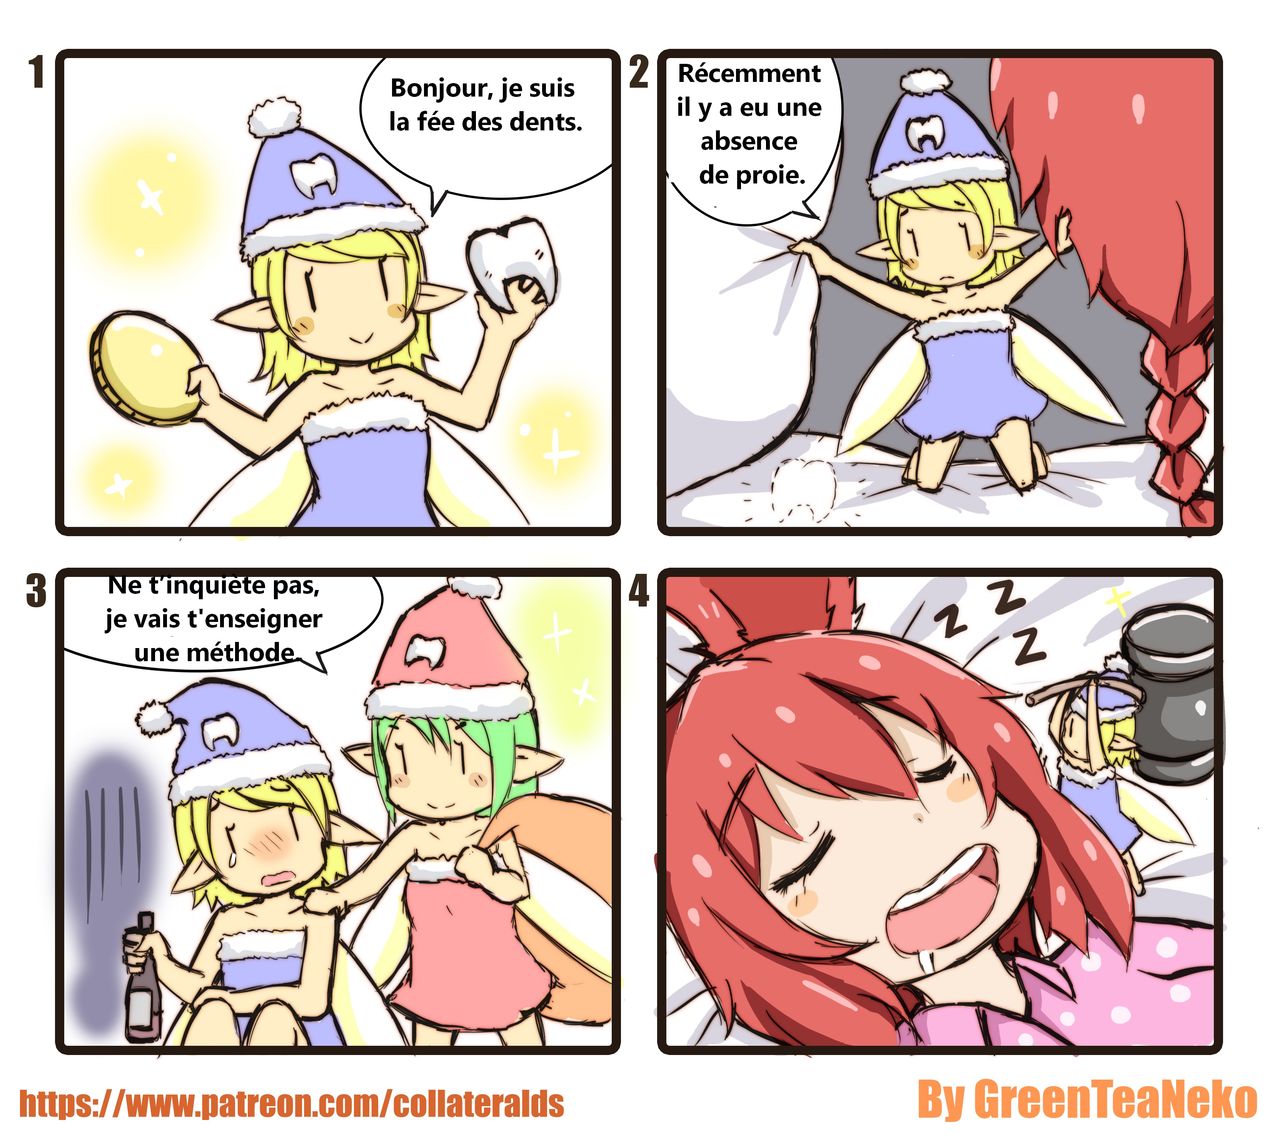 1
Bonjour, je suis
la fée des dents.
2
Récemment
il y a eu une
absence
de proie.
3
Ne t'inquiète pas,
je vais t'enseigner
une méthode.
4
z
z
z
https://www.patreon.com/collateralds
By GreenTeaNeko